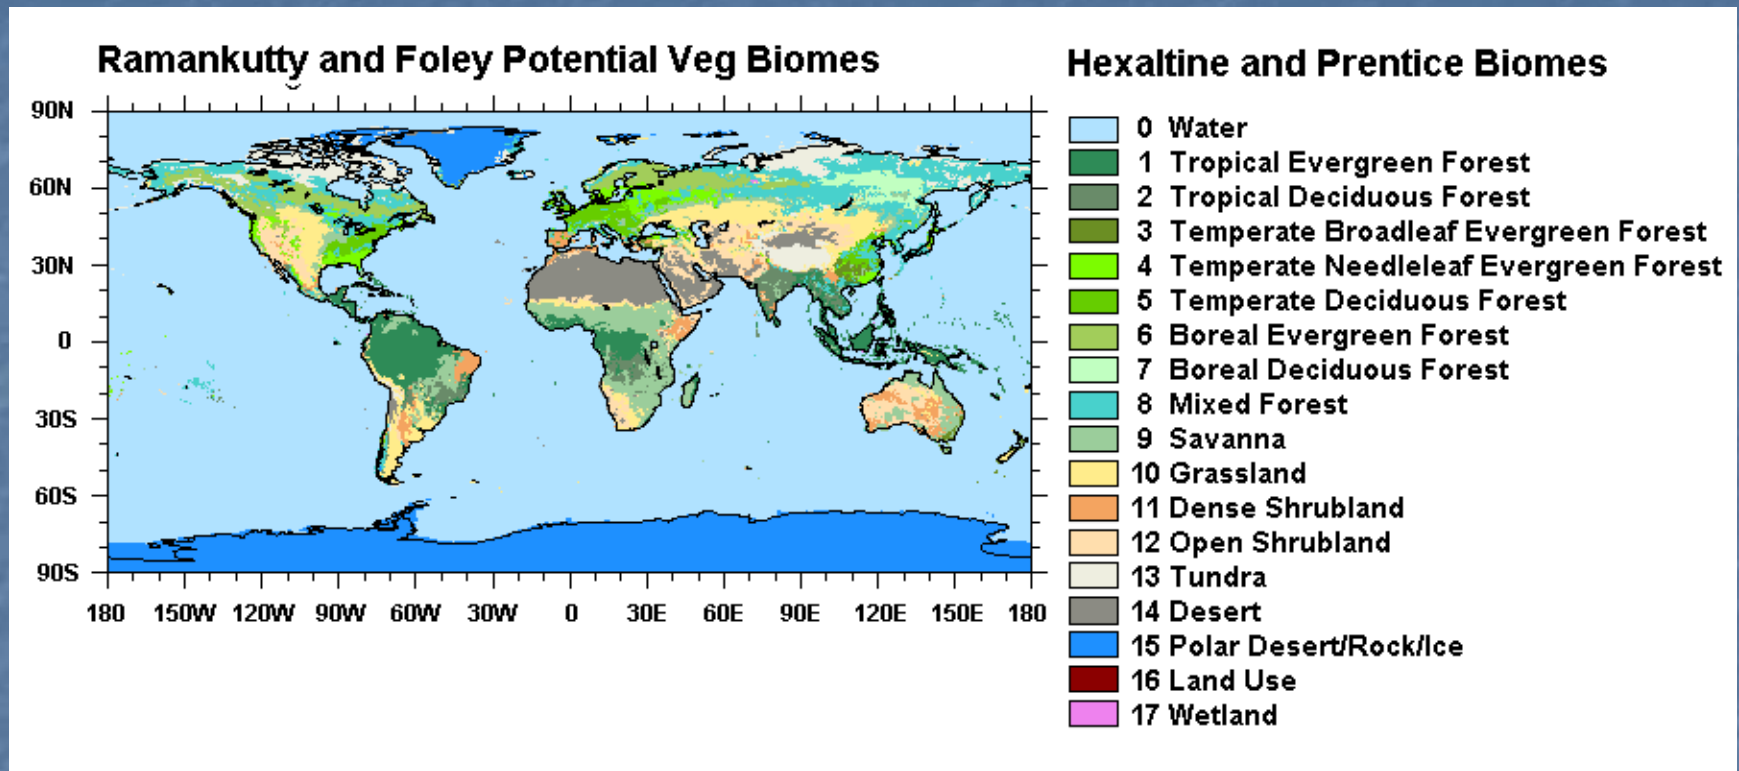 Ramankutty and Foley Potential Veg Biomes
90N
60N
30N
0
30S
60S
90S
180 150W 120W 90W 60W 30W 0 30E 60E 90E 120E 150E 180
Hexaltine and Prentice Biomes
0 Water
1 Tropical Evergreen Forest
2 Tropical Deciduous Forest
3 Temperate Broadleaf Evergreen Forest
4 Temperate Needleleaf Evergreen Forest
5 Temperate Deciduous Forest
6 Boreal Evergreen Forest
7 Boreal Deciduous Forest
8 Mixed Forest
9 Savanna
10 Grassland
11 Dense Shrubland
12 Open Shrubland
13 Tundra
14 Desert
15 Polar Desert/Rock/Ice
16 Land Use
17 Wetland